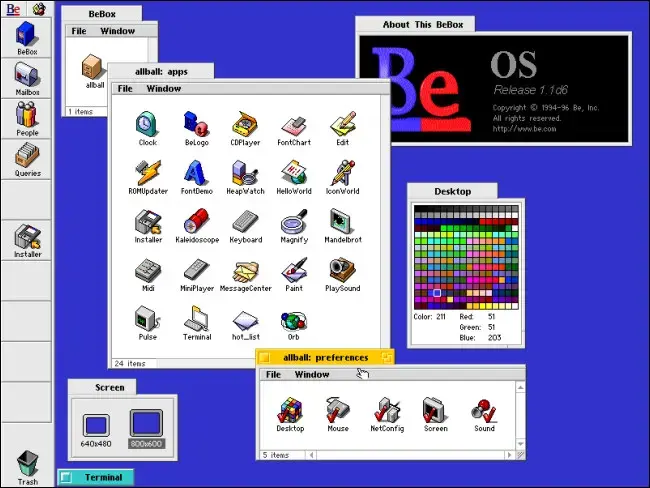 Be
BeBox
Mailbox
People
Queries
Installer
Trash
BeBox
File Window
allball
1 items
allball: apps
File Window
Clock BeLogo CDPlayer FontChart Edit
ROMUpdater FontDemo HeapWatch HelloWorld IconWorld
Installer Kaleidoscope Keyboard Magnify Mandelbrot
Midi MiniPlayer MessageCenter Paint PlaySound
Pulse Terminal hot_list Orb
24 items
About This BeBox
Be OS
Release 1.1d6
Copyright © 1994-96 Be, Inc.
All rights reserved.
http://www.be.com
Desktop
Color: 211 Red: 51
Green: 51
Blue: 203
allball: preferences
File Window
Desktop Mouse NetConfig Screen Sound
5 items
Screen
640x480 800x600
Terminal